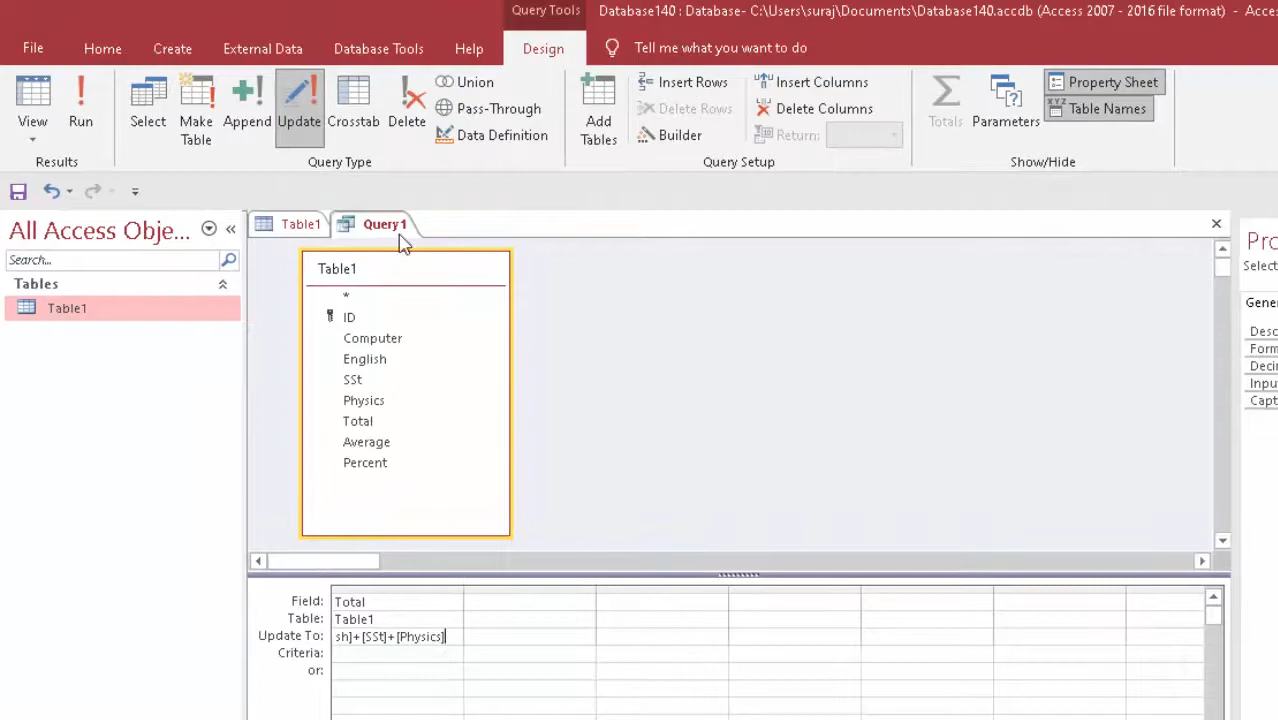 Query Tools
Database140 : Database- C:\Users\suraj\Documents\Database140.accdb (Access 2007 - 2016 file format) - Acces
File Home Create External Data Database Tools Help Design Tell me what you want to do
View Run
Select Make Table Append Update Crosstab Delete
Union
Pass-Through
Data Definition
Add Tables
Insert Rows
Delete Rows
Builder
Insert Columns
Delete Columns
Return:
Totals Parameters
Property Sheet
XYZ Table Names
Results Query Type Query Setup Show/Hide
All Access Obje...
Search...
Tables
Table1
Table1 Query1
Table1
*
ID
Computer
English
SSt
Physics
Total
Average
Percent
Field: Total
Table: Table1
Update To: sh]+[SSt]+[Physics]
Criteria:
or:
Pro
Selec
Gener
Desc
Form
Decir
Inpu
Capt